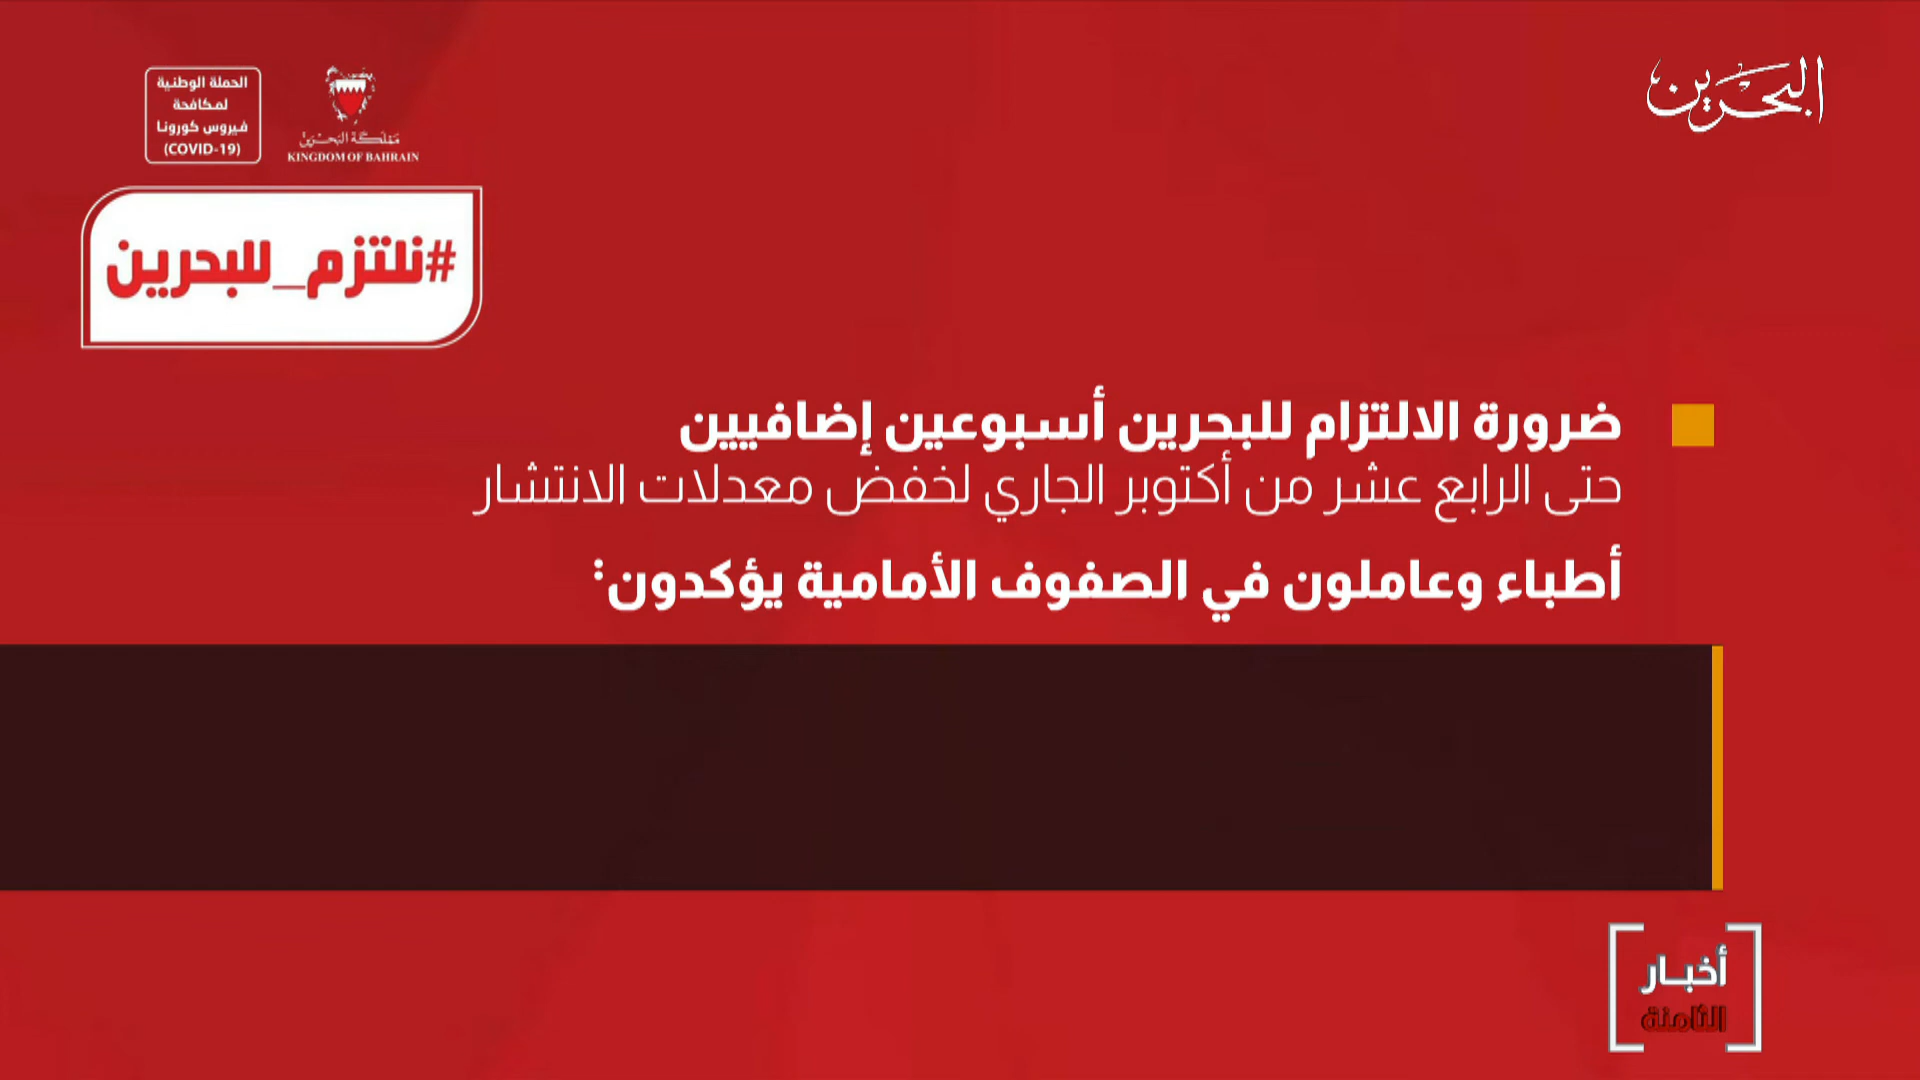 البحرين
الحملة الوطنية
لمكافحة
فيروس كورونا
(COVID-19)
مملكة البحرين
KINGDOM OF BAHRAIN
#نلتزم_للبحرين
ضرورة الالتزام للبحرين أسبوعين إضافيين
حتى الرابع عشر من أكتوبر الجاري لخفض معدلات الانتشار
أطباء وعاملون في الصفوف الأمامية يؤكدون:
أخبار
الثامنة